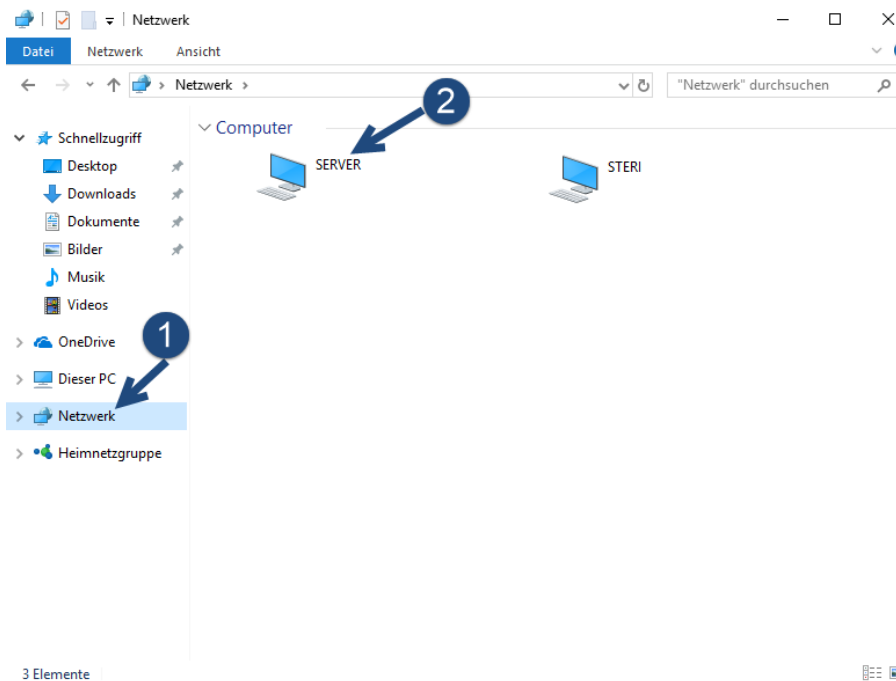 Netzwerk
Datei Netzwerk Ansicht
Netzwerk "Netzwerk" durchsuchen
2
Schnellzugriff
Desktop
Downloads
Dokumente
Bilder
Musik
Videos
OneDrive
1
Dieser PC
Netzwerk
Heimnetzgruppe
Computer
SERVER STERI
3 Elemente